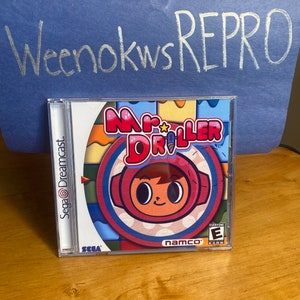 WeenokwsREPRO
Mr.
DRiLLER
Sega Dreamcast.
SEGA
namco
E